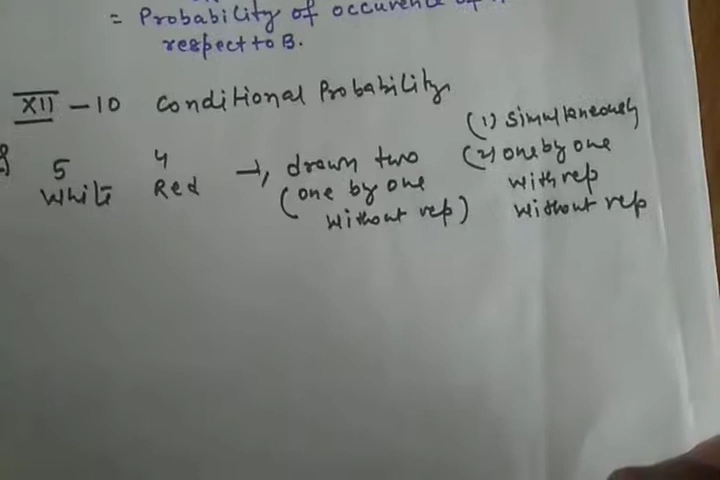 = Probability of occurence of
respect to B.
XII - 10 Conditional Probability
5 4 →, drawn two
White Red (one by one
without rep)
(1) simultaneously
(2) one by one
with rep
without rep